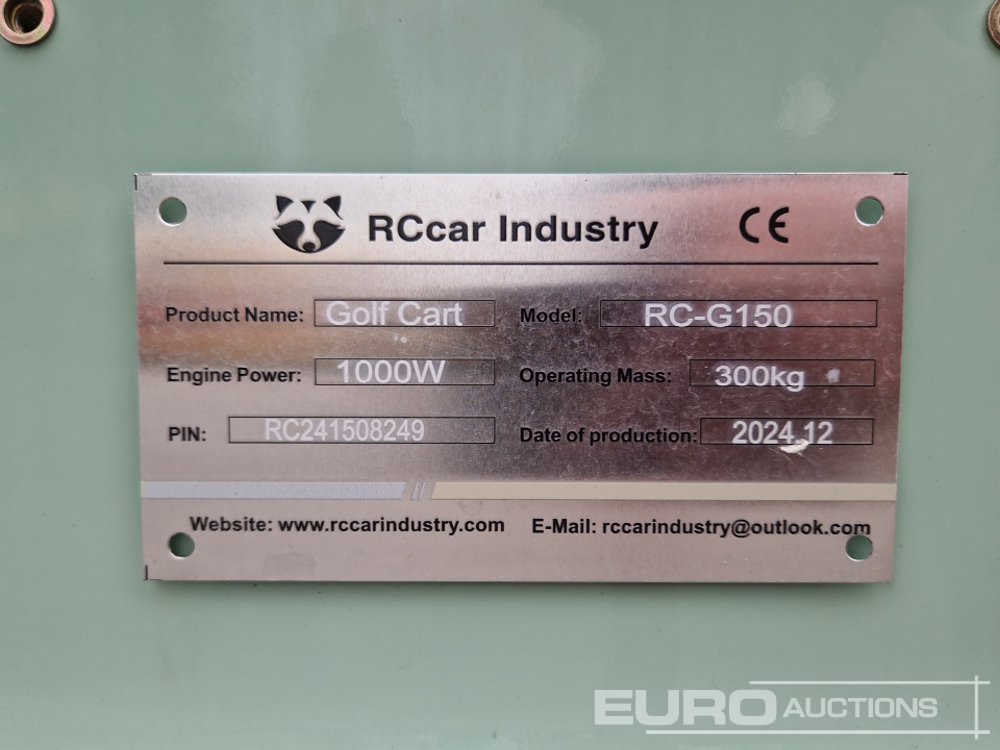 RCcar Industry CE
Product Name: Golf Cart Model: RC-G150
Engine Power: 1000W Operating Mass: 300kg
PIN: RC241508249 Date of production: 2024.12
Website: www.rccarindustry.com E-Mail: rccarindustry@outlook.com
EURO AUCTIONS